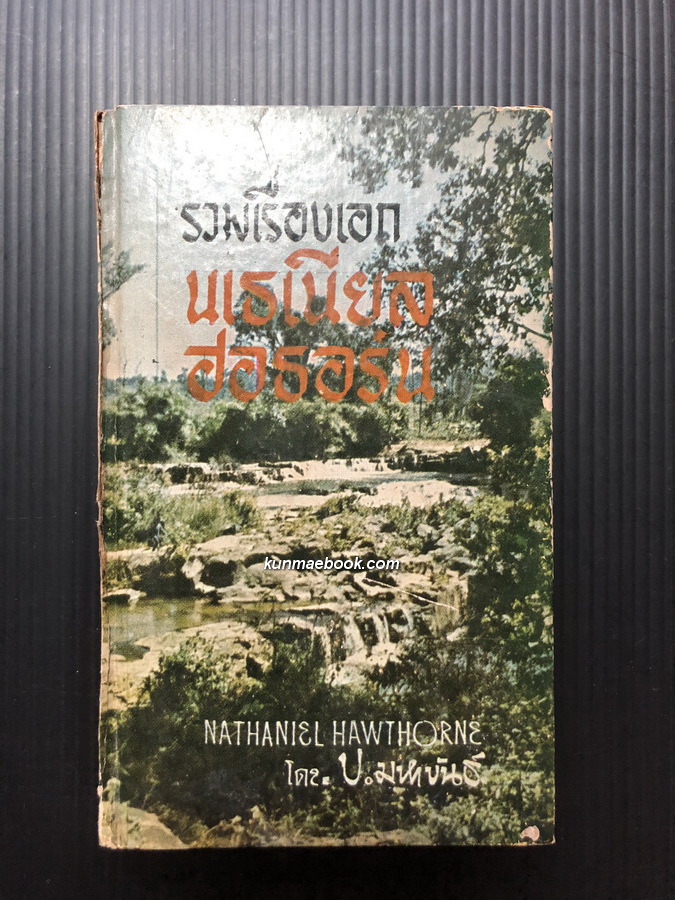 รวมเรื่องเอก
นเธเนียล
ฮอธอร์น
kunmaebook.com
NATHANIEL HAWTHORNE
โดย ป. มหาขันธ์